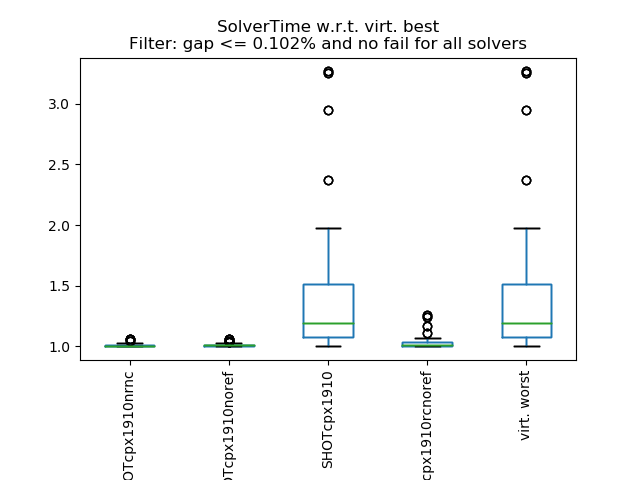 SolverTime w.r.t. virt. best
Filter: gap <= 0.102% and no fail for all solvers
3.0
2.5
2.0
1.5
1.0
OTcpx1910nrnc
OTcpx1910noref
SHOTcpx1910
cpx1910rcnoref
virt. worst